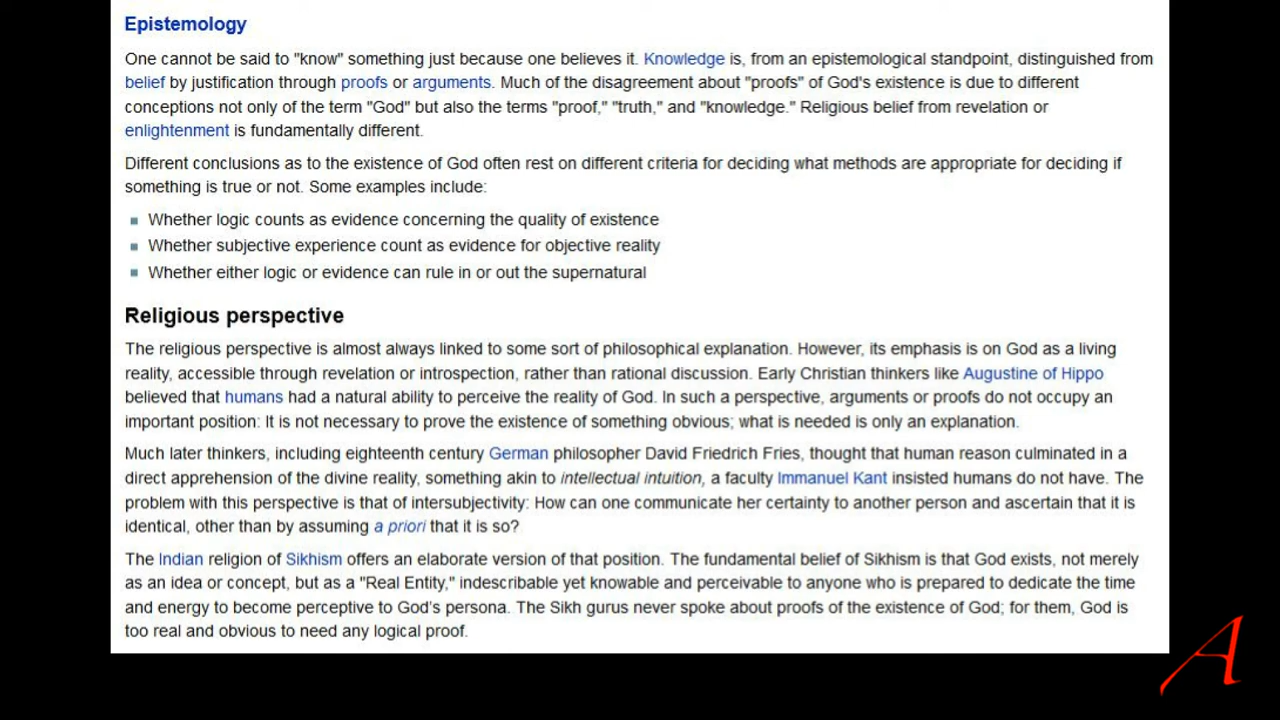 Epistemology
One cannot be said to "know" something just because one believes it. Knowledge is, from an epistemological standpoint, distinguished from
belief by justification through proofs or arguments. Much of the disagreement about "proofs" of God's existence is due to different
conceptions not only of the term "God" but also the terms "proof," "truth," and "knowledge." Religious belief from revelation or
enlightenment is fundamentally different.
Different conclusions as to the existence of God often rest on different criteria for deciding what methods are appropriate for deciding if
something is true or not. Some examples include:
Whether logic counts as evidence concerning the quality of existence
Whether subjective experience count as evidence for objective reality
Whether either logic or evidence can rule in or out the supernatural
Religious perspective
The religious perspective is almost always linked to some sort of philosophical explanation. However, its emphasis is on God as a living
reality, accessible through revelation or introspection, rather than rational discussion. Early Christian thinkers like Augustine of Hippo
believed that humans had a natural ability to perceive the reality of God. In such a perspective, arguments or proofs do not occupy an
important position: It is not necessary to prove the existence of something obvious; what is needed is only an explanation.
Much later thinkers, including eighteenth century German philosopher David Friedrich Fries, thought that human reason culminated in a
direct apprehension of the divine reality, something akin to intellectual intuition, a faculty Immanuel Kant insisted humans do not have. The
problem with this perspective is that of intersubjectivity: How can one communicate her certainty to another person and ascertain that it is
identical, other than by assuming a priori that it is so?
The Indian religion of Sikhism offers an elaborate version of that position. The fundamental belief of Sikhism is that God exists, not merely
as an idea or concept, but as a "Real Entity," indescribable yet knowable and perceivable to anyone who is prepared to dedicate the time
and energy to become perceptive to God's persona. The Sikh gurus never spoke about proofs of the existence of God; for them, God is
too real and obvious to need any logical proof.
A